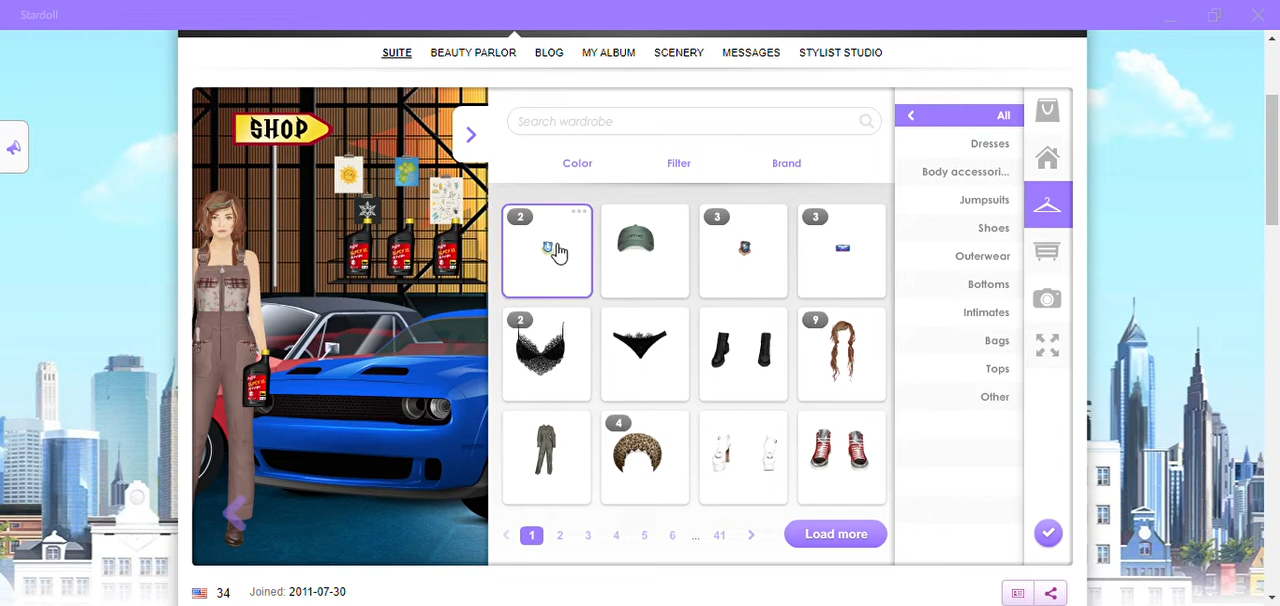 Stardoll
SUITE BEAUTY PARLOR BLOG MY ALBUM SCENERY MESSAGES STYLIST STUDIO
SHOP
Search wardrobe
Color Filter Brand
All
Dresses
Body accessori...
Jumpsuits
Shoes
Outerwear
Bottoms
Intimates
Bags
Tops
Other
2 3 3
2 9
4
1 2 3 4 5 6 ... 41 Load more
34 Joined: 2011-07-30